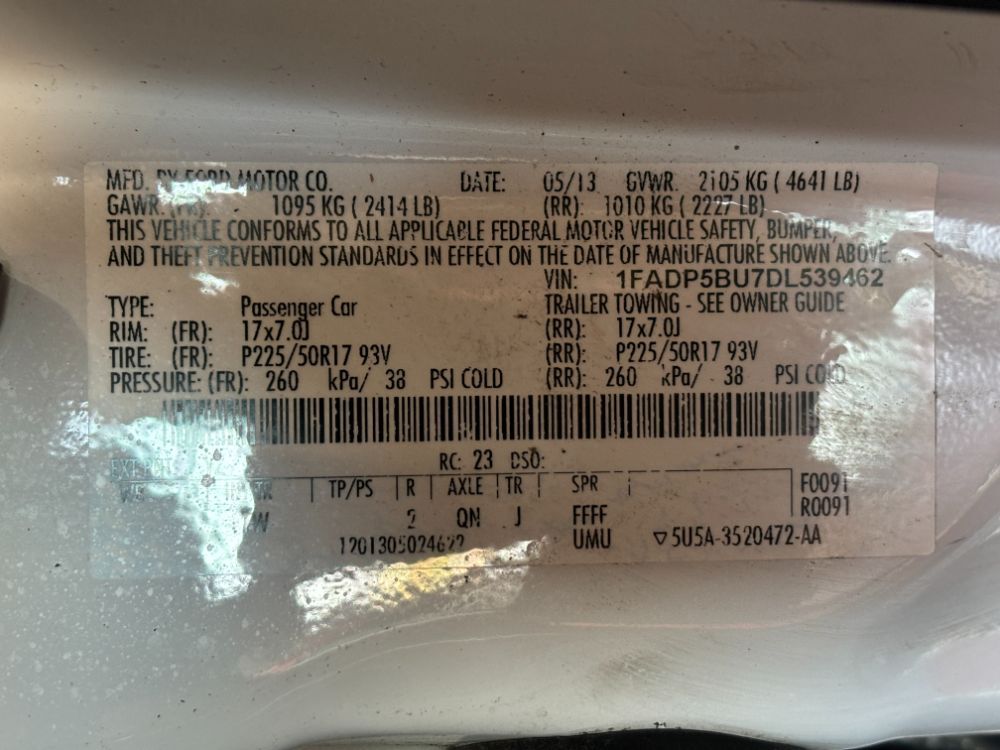 MFD. BY FORD MOTOR CO. DATE: 05/13 GVWR. 2105 KG ( 4641 LB)
GAWR. (FR): 1095 KG ( 2414 LB) (RR): 1010 KG ( 2227 LB)
THIS VEHICLE CONFORMS TO ALL APPLICABLE FEDERAL MOTOR VEHICLE SAFETY, BUMPER,
AND THEFT PREVENTION STANDARDS IN EFFECT ON THE DATE OF MANUFACTURE SHOWN ABOVE.
VIN: 1FADP5BU7DL539462
TYPE: Passenger Car TRAILER TOWING - SEE OWNER GUIDE
RIM: (FR): 17x7.0J (RR): 17x7.0J
TIRE: (FR): P225/50R17 93V (RR): P225/50R17 93V
PRESSURE: (FR): 260 kPa/ 38 PSI COLD (RR): 260 kPa/ 38 PSI COLD
RC: 23 DSO:
TP/PS R AXLE TR SPR F0091
R0091
2 QN J FFFF
1201305024622 UMU ▽5U5A-3520472-AA